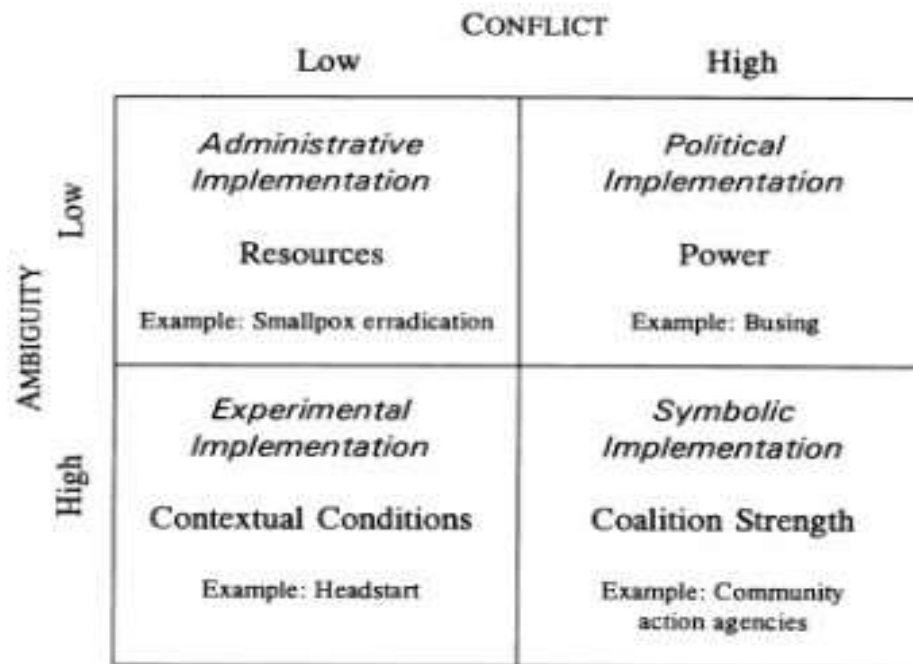 CONFLICT
Low High
AMBIGUITY
Low
Administrative
Implementation
Resources
Example: Smallpox erradication
Political
Implementation
Power
Example: Busing
High
Experimental
Implementation
Contextual Conditions
Example: Headstart
Symbolic
Implementation
Coalition Strength
Example: Community
action agencies